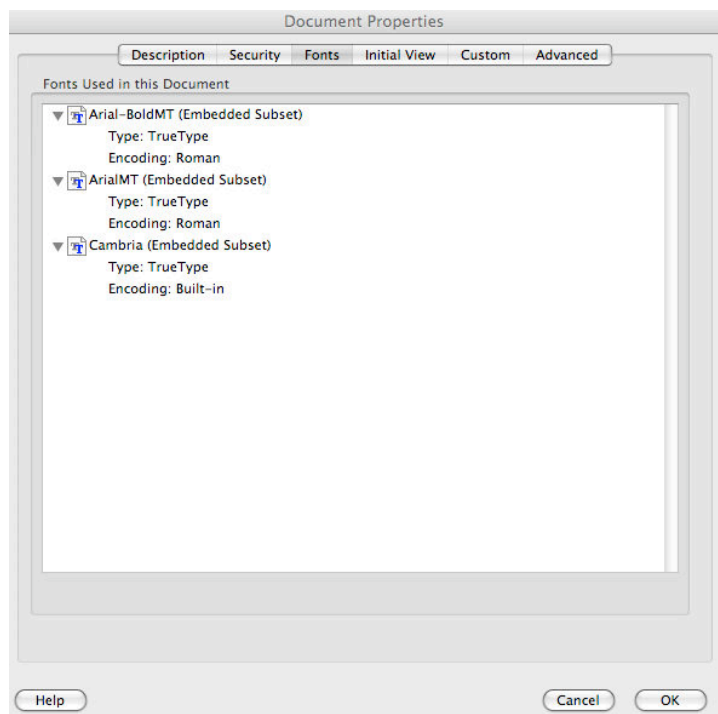 Document Properties
Description Security Fonts Initial View Custom Advanced
Fonts Used in this Document
Arial-BoldMT (Embedded Subset)
Type: TrueType
Encoding: Roman
ArialMT (Embedded Subset)
Type: TrueType
Encoding: Roman
Cambria (Embedded Subset)
Type: TrueType
Encoding: Built-in
Help Cancel OK